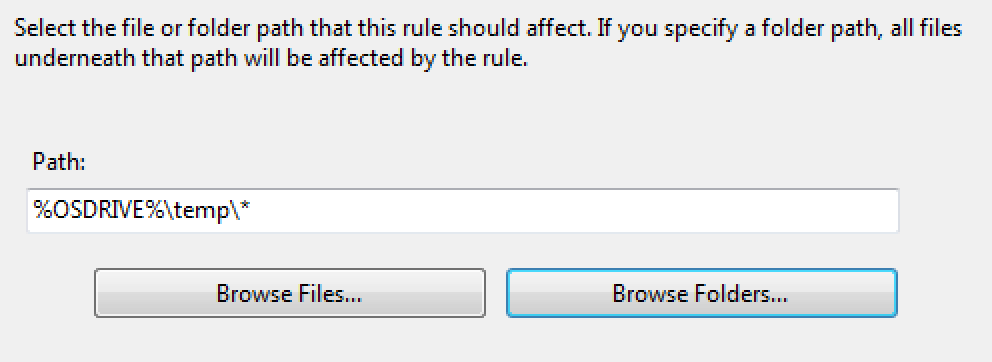 Select the file or folder path that this rule should affect. If you specify a folder path, all files
underneath that path will be affected by the rule.
Path:
%OSDRIVE%\temp\*
Browse Files...
Browse Folders...